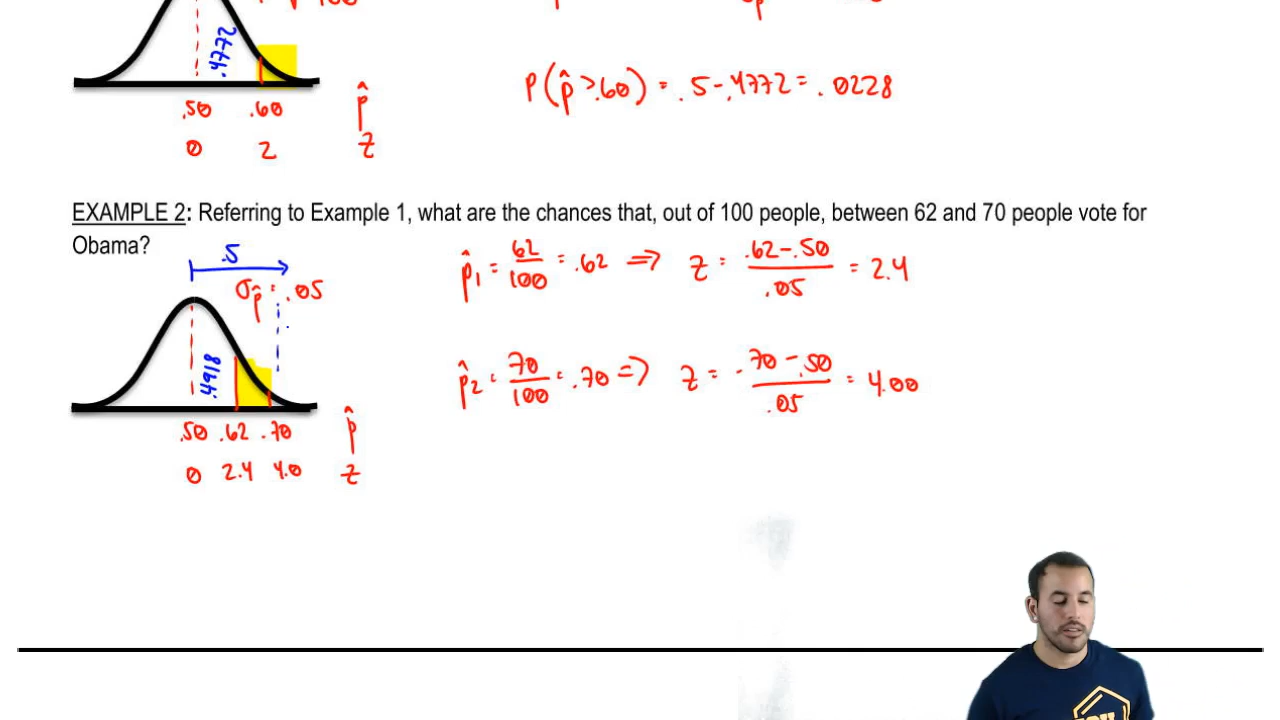 100
p̂
.4772
P(p̂ > .60) = .5 - .4772 = .0228
.50 .60 p̂
0 2 z
EXAMPLE 2: Referring to Example 1, what are the chances that, out of 100 people, between 62 and 70 people vote for
Obama?
.5
σp̂ = .05
p̂1 = 62/100 = .62 ⇒ z = .62 - .50 / .05 = 2.4
.4918
p̂2 = 70/100 = .70 ⇒ z = .70 - .50 / .05 = 4.00
.50 .62 .70 p̂
0 2.4 4.0 z